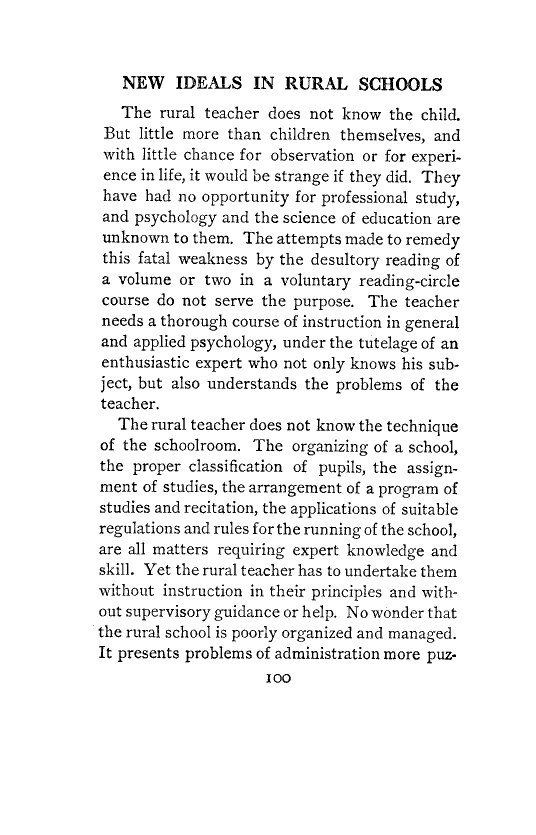 NEW IDEALS IN RURAL SCHOOLS
The rural teacher does not know the child.
But little more than children themselves, and
with little chance for observation or for experi-
ence in life, it would be strange if they did. They
have had no opportunity for professional study,
and psychology and the science of education are
unknown to them. The attempts made to remedy
this fatal weakness by the desultory reading of
a volume or two in a voluntary reading-circle
course do not serve the purpose. The teacher
needs a thorough course of instruction in general
and applied psychology, under the tutelage of an
enthusiastic expert who not only knows his sub-
ject, but also understands the problems of the
teacher.
The rural teacher does not know the technique
of the schoolroom. The organizing of a school,
the proper classification of pupils, the assign-
ment of studies, the arrangement of a program of
studies and recitation, the applications of suitable
regulations and rules for the running of the school,
are all matters requiring expert knowledge and
skill. Yet the rural teacher has to undertake them
without instruction in their principles and with-
out supervisory guidance or help. No wonder that
the rural school is poorly organized and managed.
It presents problems of administration more puz-
100